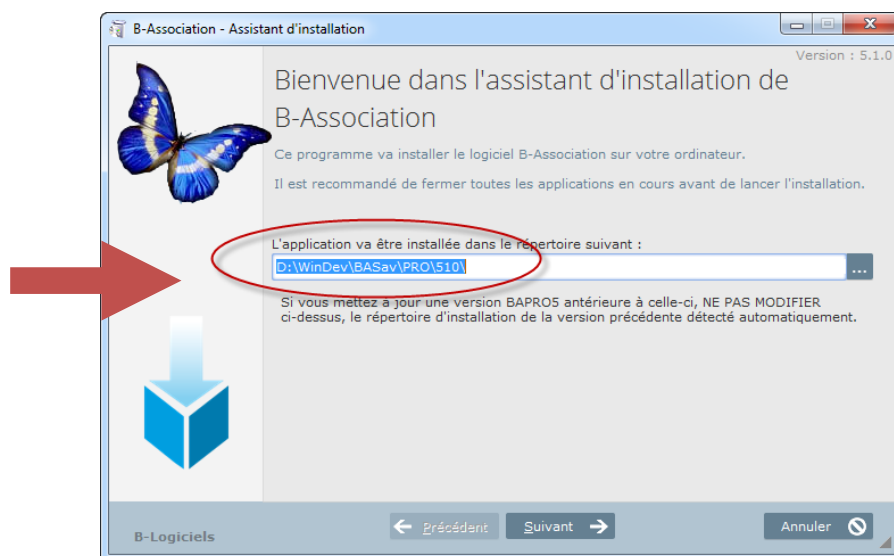 B-Association - Assistant d'installation
Version : 5.1.0
Bienvenue dans l'assistant d'installation de
B-Association
Ce programme va installer le logiciel B-Association sur votre ordinateur.
Il est recommandé de fermer toutes les applications en cours avant de lancer l'installation.
L'application va être installée dans le répertoire suivant :
D:\WinDev\BASav\PRO\510\
...
Si vous mettez à jour une version BAPRO5 antérieure à celle-ci, NE PAS MODIFIER
ci-dessus, le répertoire d'installation de la version précédente détecté automatiquement.
B-Logiciels
Précédent
Suivant
Annuler